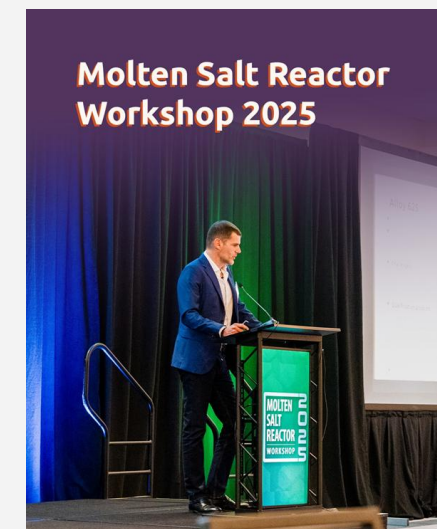 Molten Salt Reactor
Workshop 2025
MOLTEN
SALT
REACTOR
WORKSHOP
2025